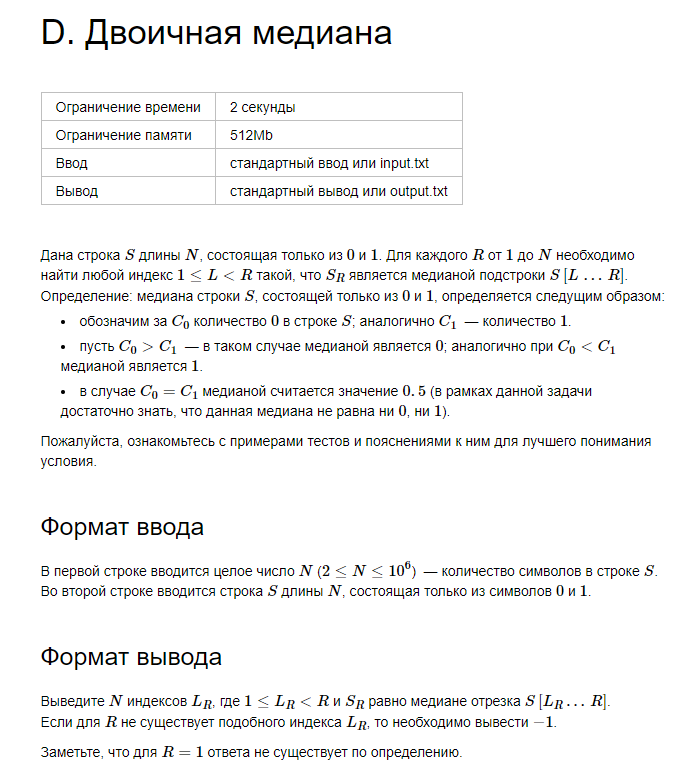 D. Двоичная медиана
Ограничение времени 2 секунды
Ограничение памяти 512Mb
Ввод стандартный ввод или input.txt
Вывод стандартный вывод или output.txt
Дана строка S длины N, состоящая только из 0 и 1. Для каждого R от 1 до N необходимо
найти любой индекс 1 ≤ L < R такой, что S_R является медианой подстроки S [L … R].
Определение: медиана строки S, состоящей только из 0 и 1, определяется следущим образом:
• обозначим за C_0 количество 0 в строке S; аналогично C_1 — количество 1.
• пусть C_0 > C_1 — в таком случае медианой является 0; аналогично при C_0 < C_1
медианой является 1.
• в случае C_0 = C_1 медианой считается значение 0.5 (в рамках данной задачи
достаточно знать, что данная медиана не равна ни 0, ни 1).
Пожалуйста, ознакомьтесь с примерами тестов и пояснениями к ним для лучшего понимания
условия.
Формат ввода
В первой строке вводится целое число N (2 ≤ N ≤ 10^6) — количество символов в строке S.
Во второй строке вводится строка S длины N, состоящая только из символов 0 и 1.
Формат вывода
Выведите N индексов L_R, где 1 ≤ L_R < R и S_R равно медиане отрезка S [L_R … R].
Если для R не существует подобного индекса L_R, то необходимо вывести −1.
Заметьте, что для R = 1 ответа не существует по определению.